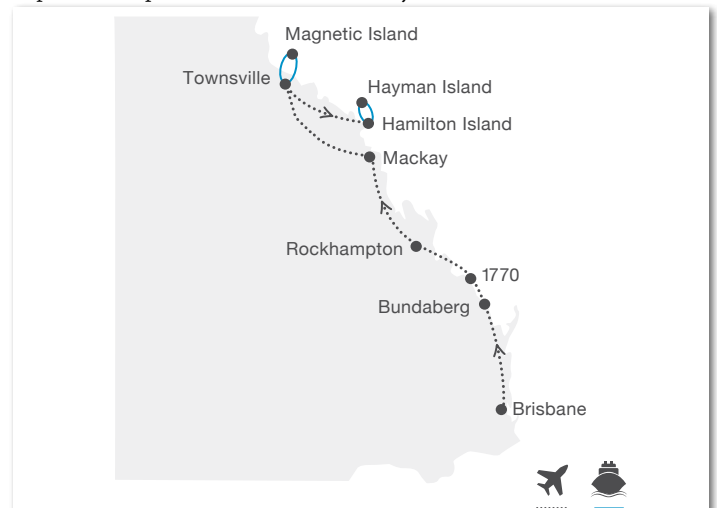 Magnetic Island
Townsville
Hayman Island
Hamilton Island
Mackay
Rockhampton
1770
Bundaberg
Brisbane